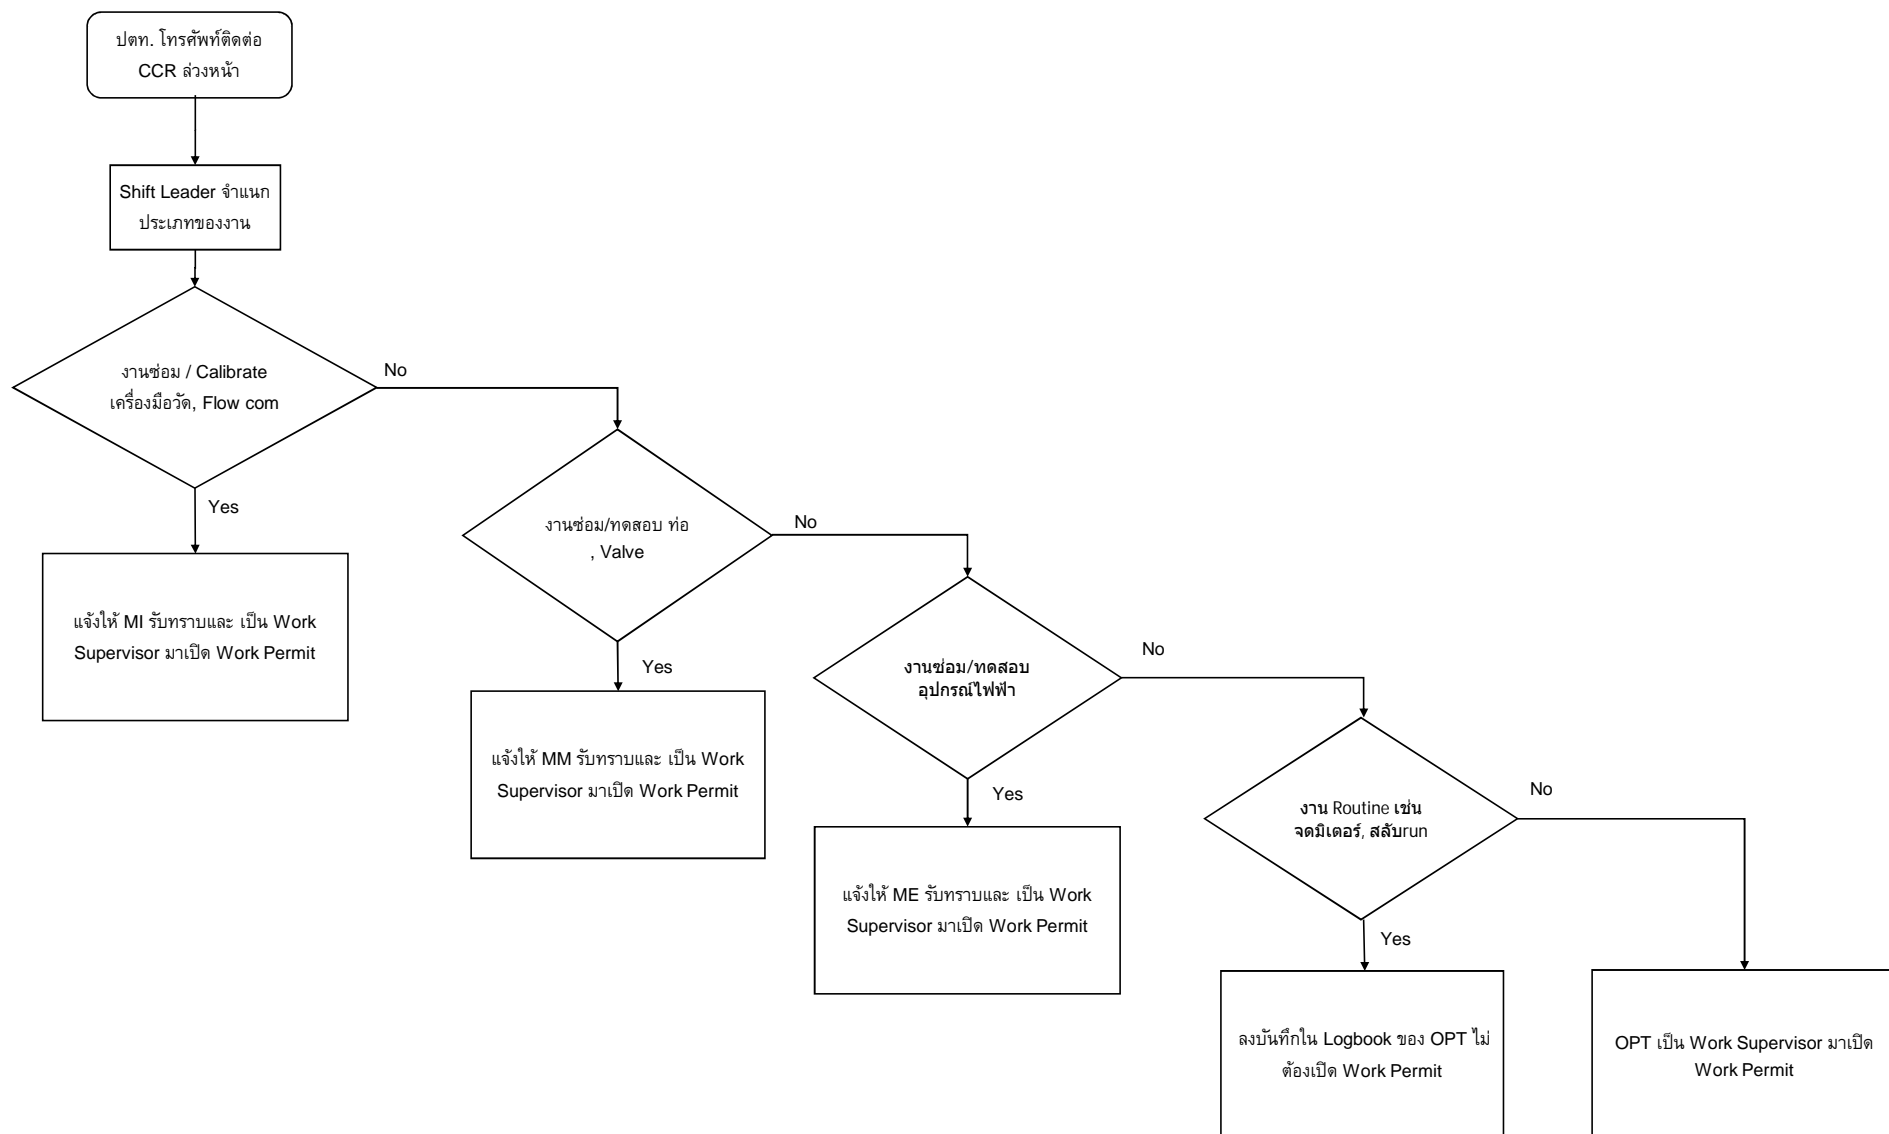 ปตท. โทรศัพท์ติดต่อ
CCR ล่วงหน้า
Shift Leader จำแนก
ประเภทของงาน
งานซ่อม / Calibrate
เครื่องมือวัด, Flow com
No
Yes
แจ้งให้ MI รับทราบและ เป็น Work
Supervisor มาเปิด Work Permit
งานซ่อม/ทดสอบ ท่อ
, Valve
No
Yes
แจ้งให้ MM รับทราบและ เป็น Work
Supervisor มาเปิด Work Permit
งานซ่อม/ทดสอบ
อุปกรณ์ไฟฟ้า
No
Yes
แจ้งให้ ME รับทราบและ เป็น Work
Supervisor มาเปิด Work Permit
งาน Routine เช่น
จดมิเตอร์, สลับrun
No
Yes
ลงบันทึกใน Logbook ของ OPT ไม่
ต้องเปิด Work Permit
OPT เป็น Work Supervisor มาเปิด
Work Permit